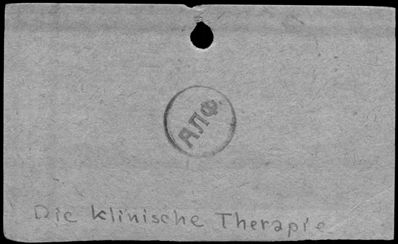 АПФ
Die klinische Therapie